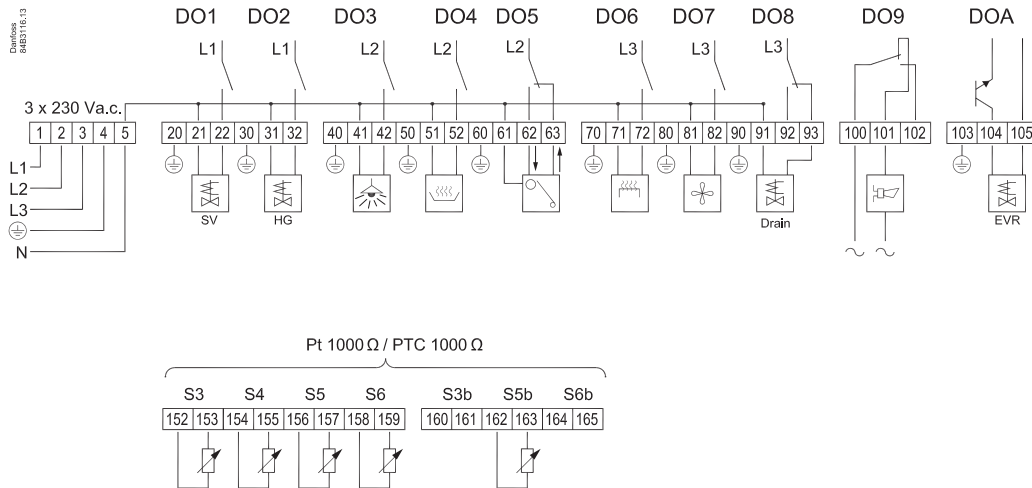 Danfoss
84B3116.13
DO1 DO2 DO3 DO4 DO5 DO6 DO7 DO8 DO9 DOA
L1 L1 L2 L2 L2 L3 L3 L3
3 x 230 Va.c.
1 2 3 4 5 20 21 22 30 31 32 40 41 42 50 51 52 60 61 62 63 70 71 72 80 81 82 90 91 92 93 100 101 102 103 104 105
L1
L2
L3
N
SV HG Drain EVR
Pt 1000 Ω / PTC 1000 Ω
S3 S4 S5 S6 S3b S5b S6b
152 153 154 155 156 157 158 159 160 161 162 163 164 165